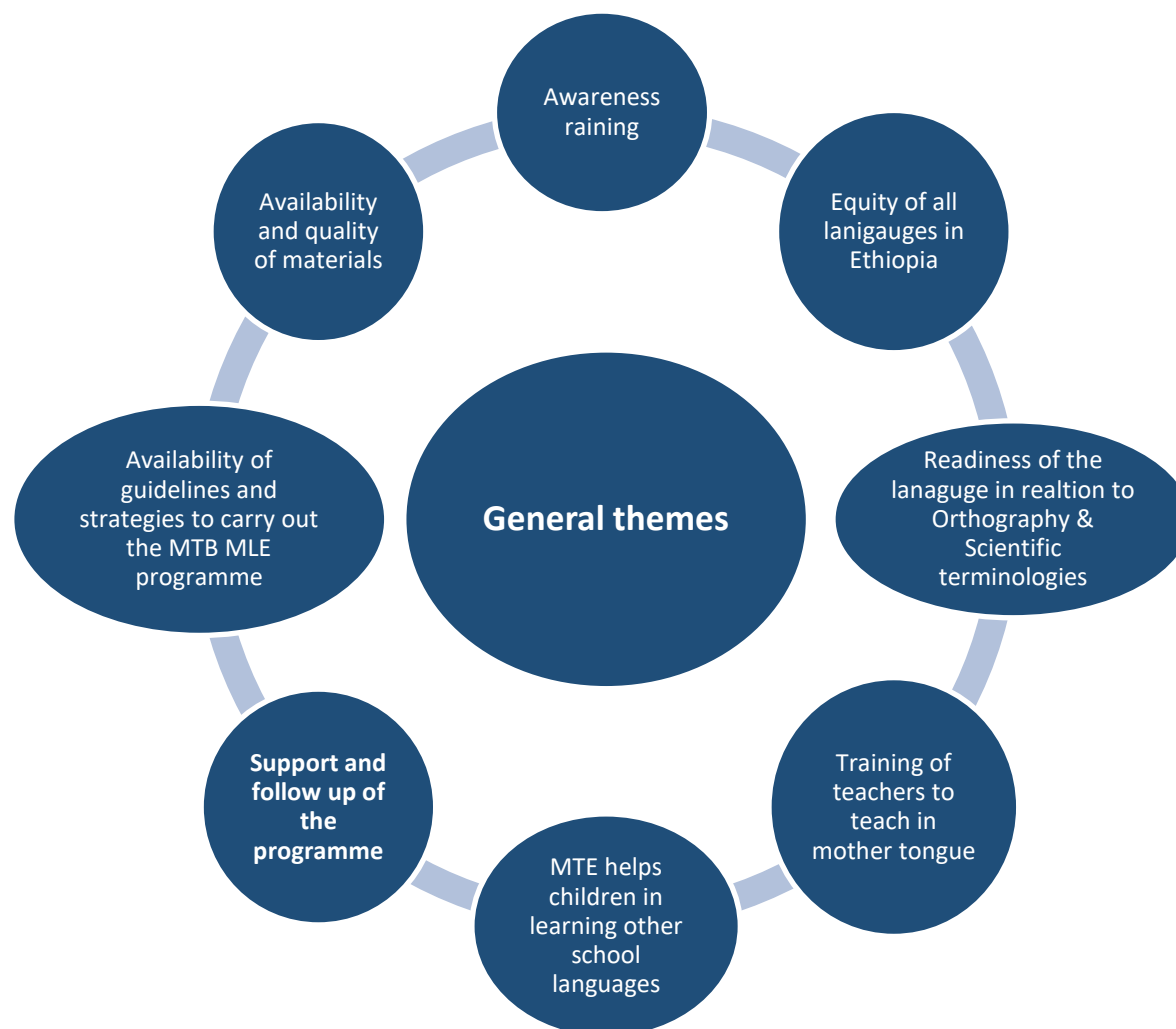 Awareness
raining
Equity of all
lanigauges in
Ethiopia
Readiness of the
lanaguge in realtion to
Orthography &
Scientific
terminologies
Training of
teachers to
teach in
mother tongue
MTE helps
children in
learning other
school
languages
Support and
follow up of
the
programme
Availability of
guidelines and
strategies to carry out
the MTB MLE
programme
Availability
and quality
of materials
General themes